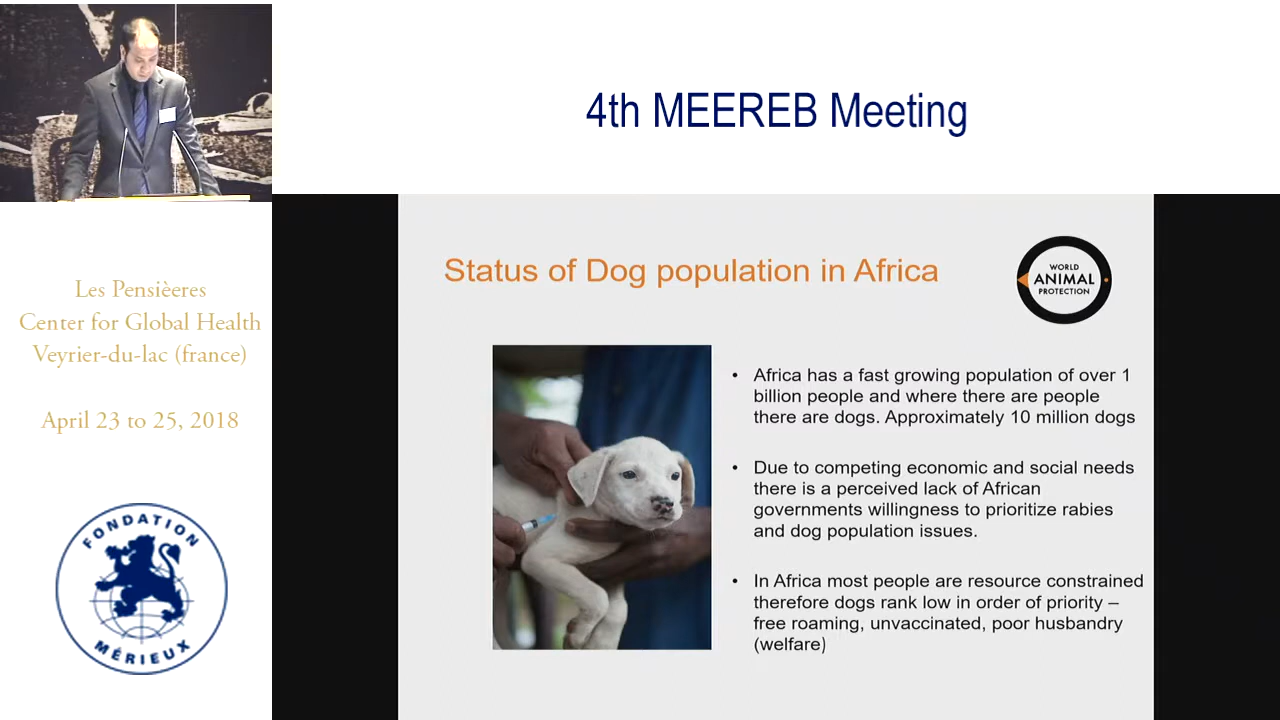 4th MEEREB Meeting
Les Pensièeres
Center for Global Health
Veyrier-du-lac (france)
April 23 to 25, 2018
FONDATION
MÉRIEUX
Status of Dog population in Africa
WORLD
ANIMAL
PROTECTION
• Africa has a fast growing population of over 1
billion people and where there are people
there are dogs. Approximately 10 million dogs
• Due to competing economic and social needs
there is a perceived lack of African
governments willingness to prioritize rabies
and dog population issues.
• In Africa most people are resource constrained
therefore dogs rank low in order of priority –
free roaming, unvaccinated, poor husbandry
(welfare)